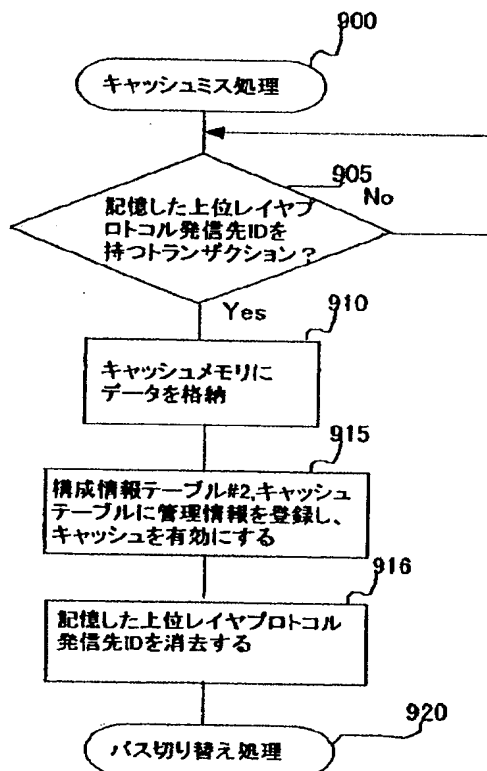 900
キャッシュミス処理
905
No
記憶した上位レイヤプ
ロトコル発信先IDを
持つトランザクション？
Yes
910
キャッシュメモリに
データを格納
915
構成情報テーブル#2,キャッシュ
テーブルに管理情報を登録し、
キャッシュを有効にする
916
記憶した上位レイヤプロトコル
発信先IDを消去する
920
パス切り替え処理